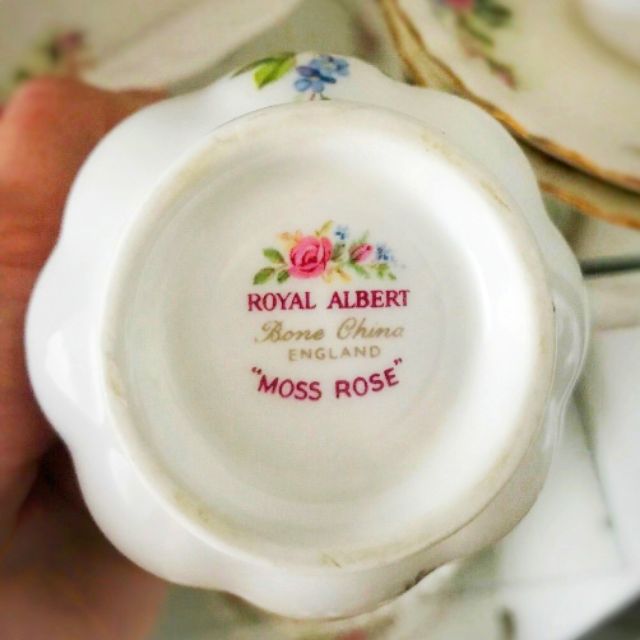 ROYAL ALBERT
Bone China
ENGLAND
"MOSS ROSE"